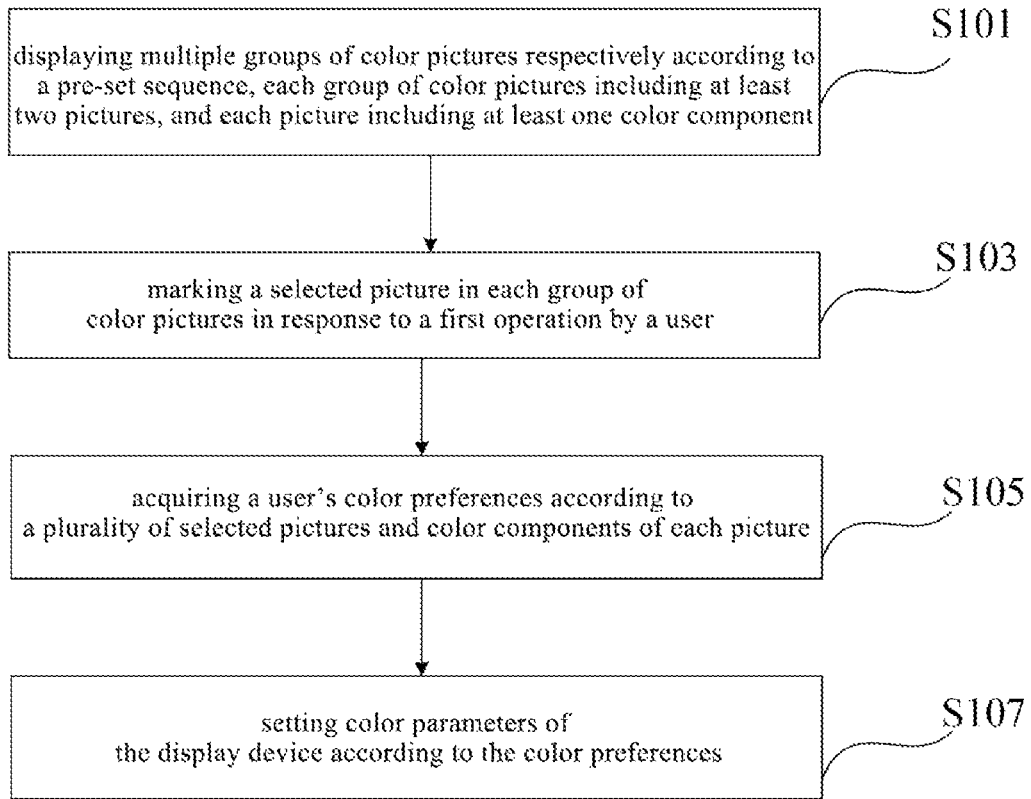 S101
displaying multiple groups of color pictures respectively according to
a pre-set sequence, each group of color pictures including at least
two pictures, and each picture including at least one color component
S103
marking a selected picture in each group of
color pictures in response to a first operation by a user
S105
acquiring a user's color preferences according to
a plurality of selected pictures and color components of each picture
S107
setting color parameters of
the display device according to the color preferences